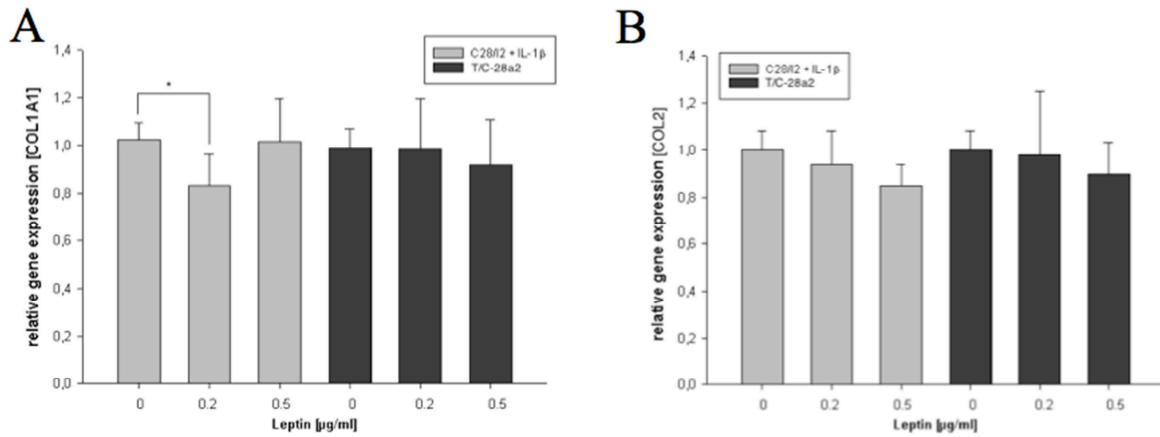 A
B
relative gene expression [COL1A1]
1,4
1,2
1,0
0,8
0,6
0,4
0,2
0,0
C28/I2 + IL-1β
T/C-28a2
*
0
0.2
0.5
0
0.2
0.5
Leptin [µg/ml]
relative gene expression [COL2]
1,4
1,2
1,0
0,8
0,6
0,4
0,2
0,0
C28/I2 + IL-1β
T/C-28a2
0
0.2
0.5
0
0.2
0.5
Leptin [µg/ml]